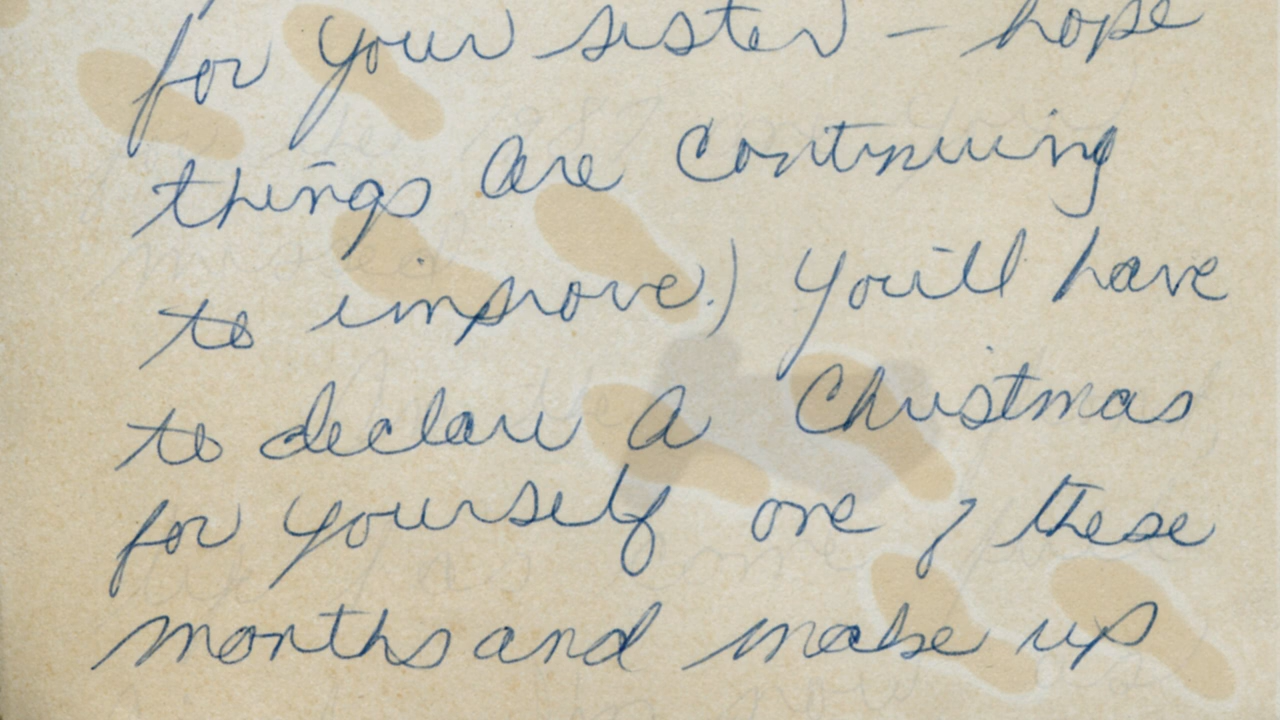 for your sister – hope
things are continuing
to improve.) You'll have
to declare a Christmas
for yourself one of these
months and make up